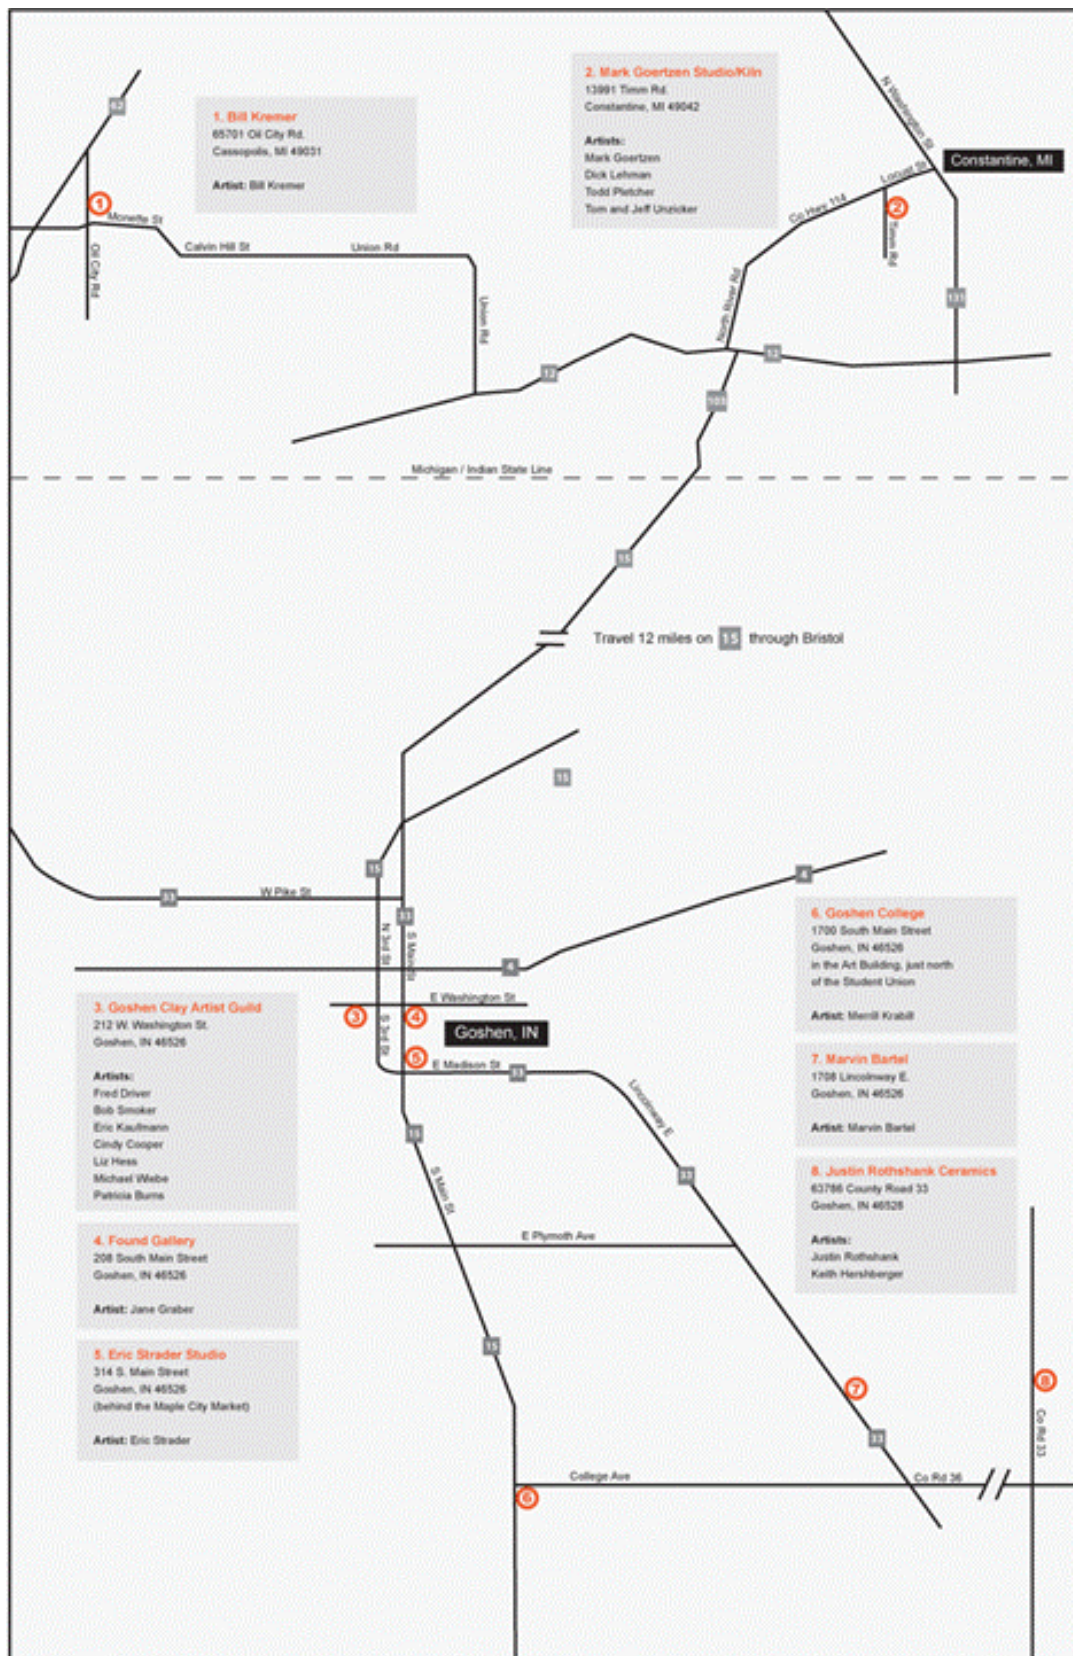 1. Bill Kremer
65701 Oil City Rd.
Cassopolis, MI 49031
Artist: Bill Kremer
2. Mark Goertzen Studio/Kiln
13991 Timm Rd.
Constantine, MI 49042
Artists:
Mark Goertzen
Dick Lehman
Todd Pletcher
Tom and Jeff Unzicker
N Washington St
Constantine, MI
Locust St
Co Hwy 114
2
Timm Rd
North River Rd
131
62
1
Monette St
Oil City Rd
Calvin Hill St
Union Rd
Union Rd
12
103
Michigan / Indian State Line
15
Travel 12 miles on 15 through Bristol
15
15
33
W Pike St
33
N 3rd St
S Main St
4
4
E Washington St
3
4
S 3rd St
Goshen, IN
5
E Madison St
33
Lincolnway E
15
S Main St
33
E Plymoth Ave
15
7
33
8
Co Rd 33
College Ave
Co Rd 36
6
3. Goshen Clay Artist Guild
212 W. Washington St.
Goshen, IN 46526
Artists:
Fred Driver
Bob Smoker
Eric Kaufmann
Cindy Cooper
Liz Hess
Michael Wiebe
Patricia Burns
4. Found Gallery
208 South Main Street
Goshen, IN 46526
Artist: Jane Graber
5. Eric Strader Studio
314 S. Main Street
Goshen, IN 46526
(behind the Maple City Market)
Artist: Eric Strader
6. Goshen College
1700 South Main Street
Goshen, IN 46526
in the Art Building, just north
of the Student Union
Artist: Merrill Krabill
7. Marvin Bartel
1708 Lincolnway E.
Goshen, IN 46526
Artist: Marvin Bartel
8. Justin Rothshank Ceramics
63786 County Road 33
Goshen, IN 46528
Artists:
Justin Rothshank
Keith Hershberger